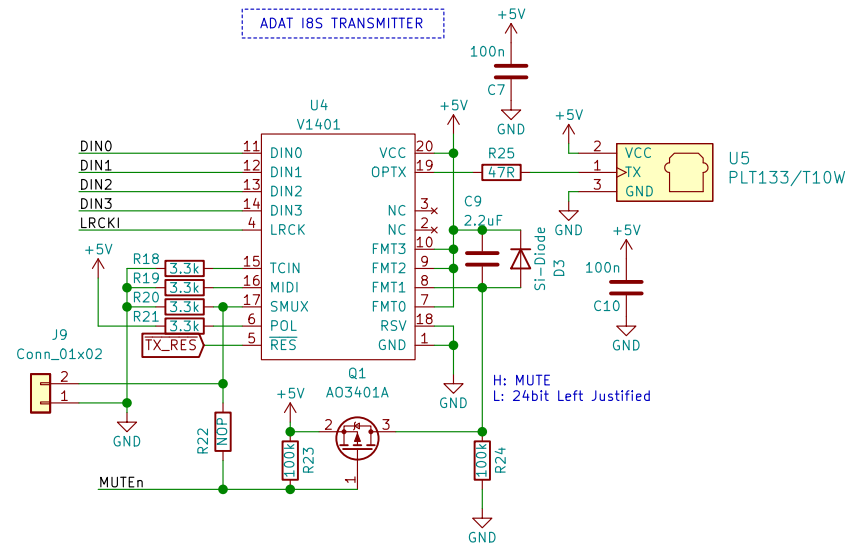 ADAT I8S TRANSMITTER
+5V
100n
C7
GND
U4
V1401
+5V
+5V
DIN0 11 DIN0 VCC 20
DIN1 12 DIN1 OPTX 19
DIN2 13 DIN2
DIN3 14 DIN3 NC 3
LRCKI 4 LRCK NC 2
FMT3 10
15 TCIN FMT2 9
16 MIDI FMT1 8
17 SMUX FMT0 7
6 POL RSV 18
TX_RES 5 RES GND 1
R25
47R
2 VCC
1 TX
3 GND
U5
PLT133/T10W
GND
C9
2.2uF
Si-Diode
D3
+5V
100n
C10
GND
+5V
R18 3.3k
R19 3.3k
R20 3.3k
R21 3.3k
J9
Conn_01x02
2
1
GND
R22
NOP
MUTEn
+5V
100k
R23
Q1
AO3401A
2
3
1
GND
H: MUTE
L: 24bit Left Justified
100k
R24
GND